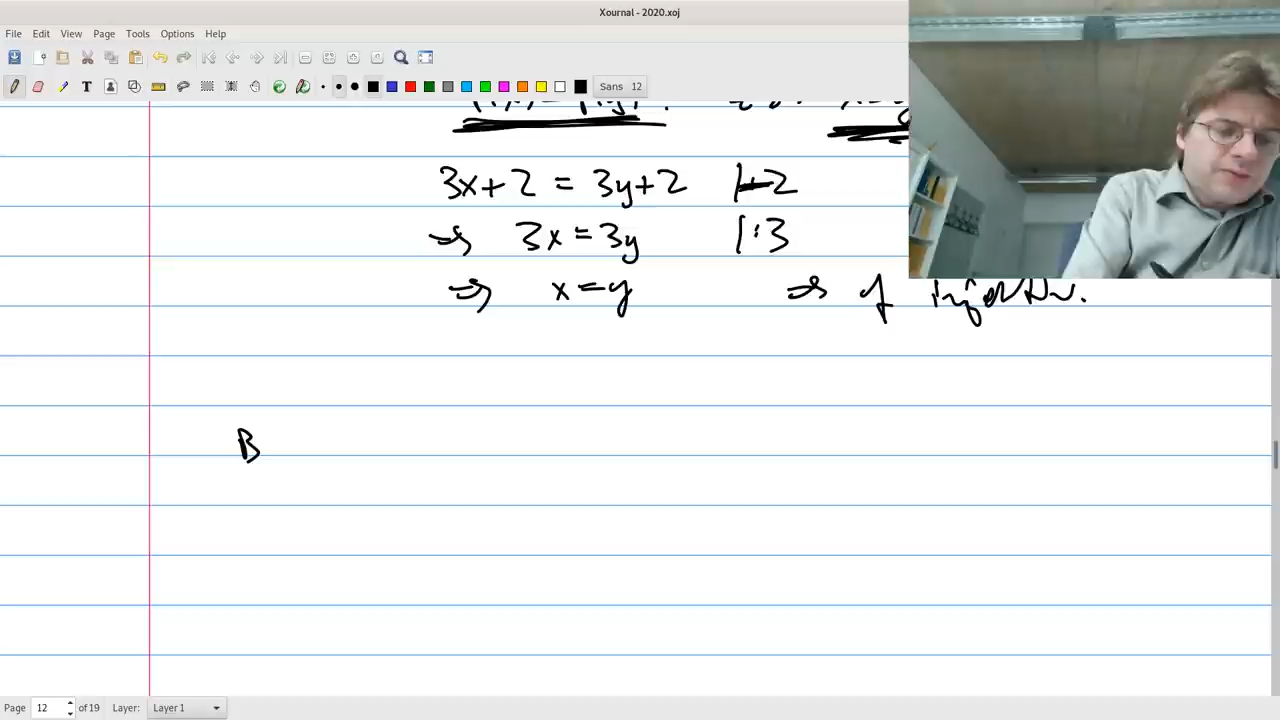 Xournal - 2020.xoj
File Edit View Page Tools Options Help
T Sans 12
3x+2 = 3y+2 |-2
⇒ 3x = 3y |:3
⇒ x=y ⇒ f injektiv.
B
Page 12 of 19 Layer: Layer 1